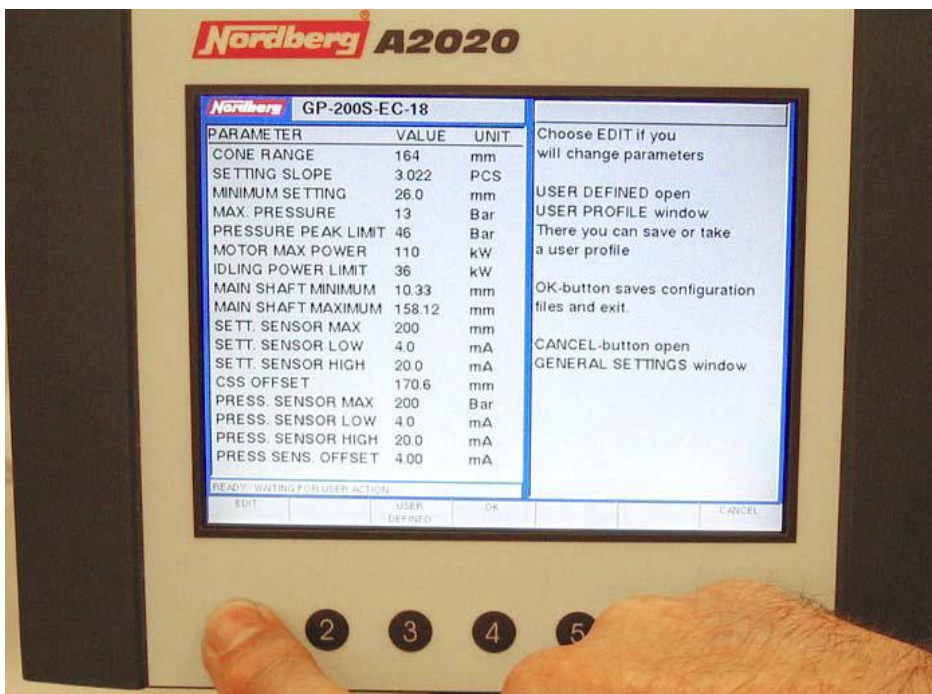 Nordberg® A2020
Nordberg GP-200S-EC-18
PARAMETER VALUE UNIT
CONE RANGE 164 mm
SETTING SLOPE 3.022 PCS
MINIMUM SETTING 26.0 mm
MAX. PRESSURE 13 Bar
PRESSURE PEAK LIMIT 46 Bar
MOTOR MAX POWER 110 kW
IDLING POWER LIMIT 36 kW
MAIN SHAFT MINIMUM 10.33 mm
MAIN SHAFT MAXIMUM 158.12 mm
SETT. SENSOR MAX 200 mm
SETT. SENSOR LOW 4.0 mA
SETT. SENSOR HIGH 20.0 mA
CSS OFFSET 170.6 mm
PRESS. SENSOR MAX 200 Bar
PRESS. SENSOR LOW 4.0 mA
PRESS. SENSOR HIGH 20.0 mA
PRESS SENS. OFFSET 4.00 mA
READY - WAITING FOR USER ACTION
Choose EDIT if you
will change parameters
USER DEFINED open
USER PROFILE window
There you can save or take
a user profile
OK-button saves configuration
files and exit.
CANCEL-button open
GENERAL SETTINGS window
EDIT USER DEFINED OK CANCEL
2 3 4 5